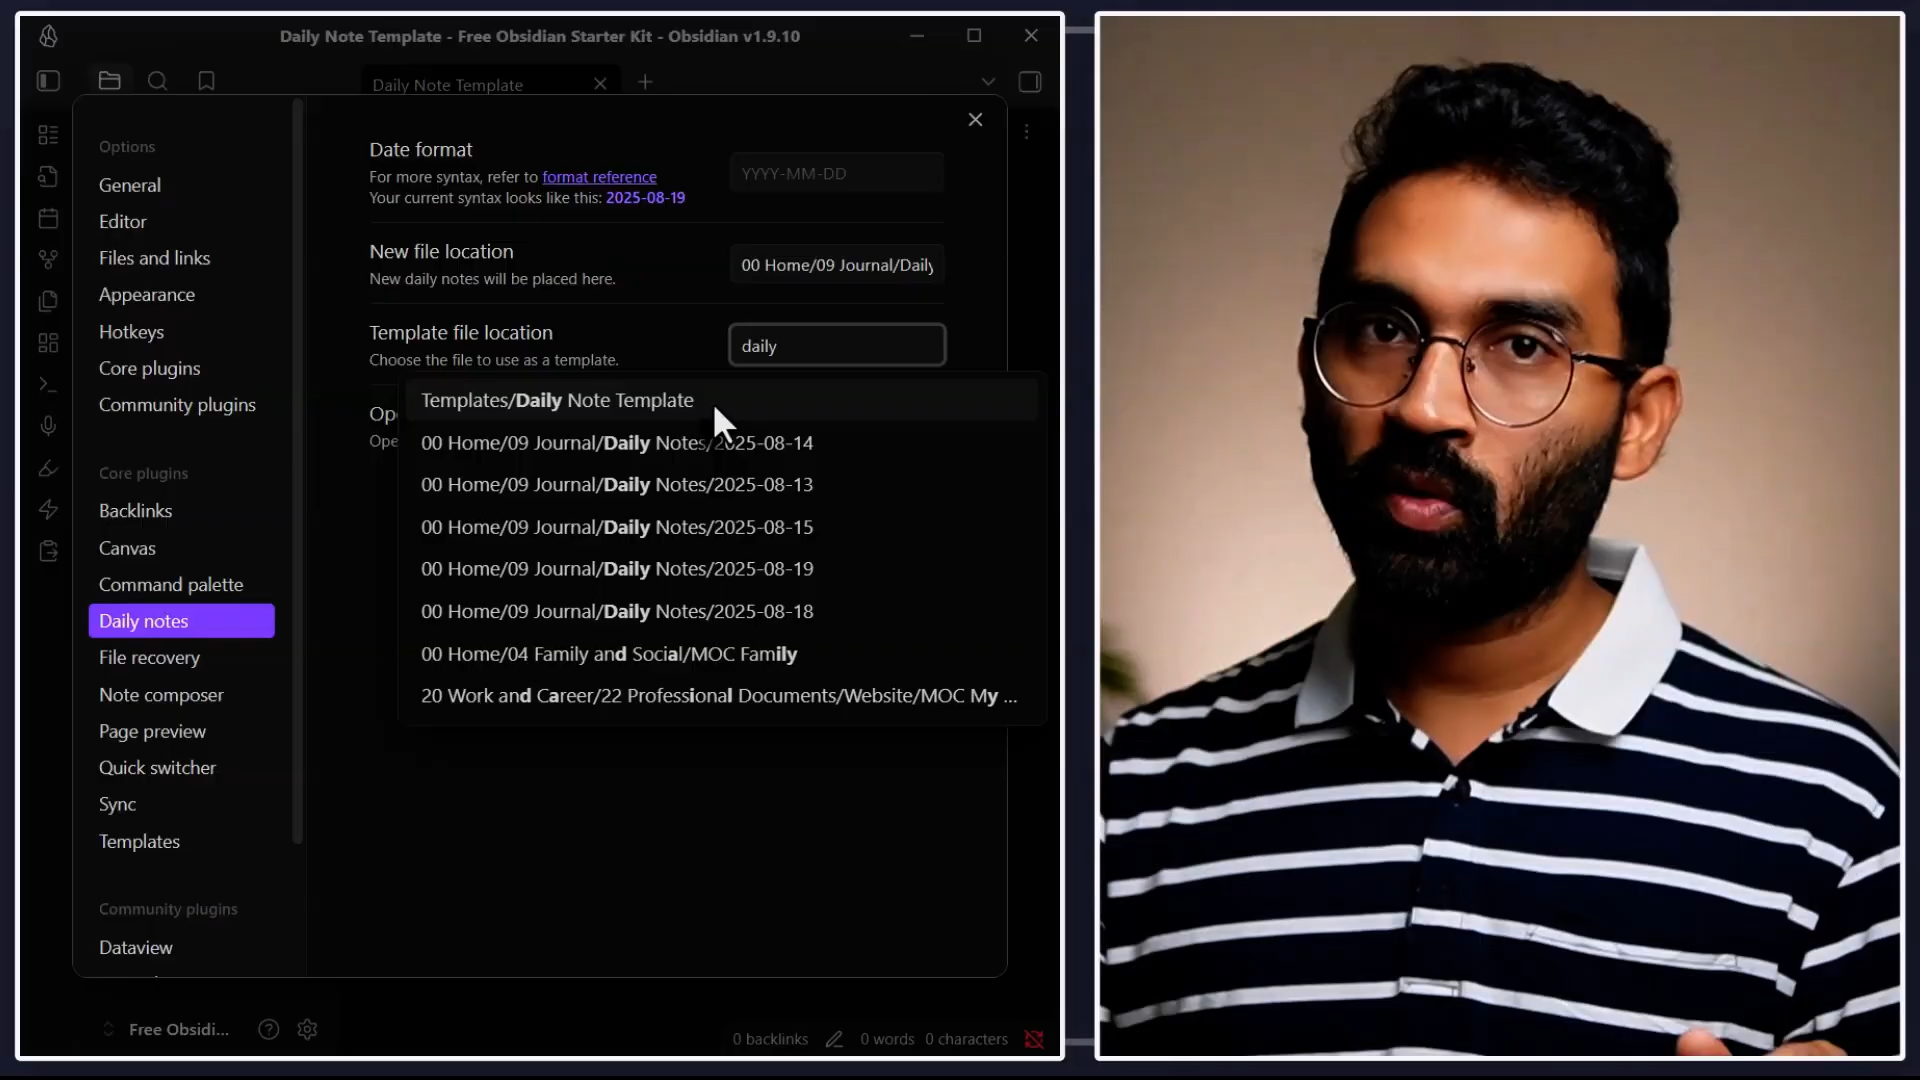 Daily Note Template - Free Obsidian Starter Kit - Obsidian v1.9.10
Daily Note Template
Options
General
Editor
Files and links
Appearance
Hotkeys
Core plugins
Community plugins
Core plugins
Backlinks
Canvas
Command palette
Daily notes
File recovery
Note composer
Page preview
Quick switcher
Sync
Templates
Community plugins
Dataview
Date format
For more syntax, refer to format reference
Your current syntax looks like this: 2025-08-19
YYYY-MM-DD
New file location
New daily notes will be placed here.
00 Home/09 Journal/Daily
Template file location
Choose the file to use as a template.
daily
Op
Ope
Templates/Daily Note Template
00 Home/09 Journal/Daily Notes/2025-08-14
00 Home/09 Journal/Daily Notes/2025-08-13
00 Home/09 Journal/Daily Notes/2025-08-15
00 Home/09 Journal/Daily Notes/2025-08-19
00 Home/09 Journal/Daily Notes/2025-08-18
00 Home/04 Family and Social/MOC Family
20 Work and Career/22 Professional Documents/Website/MOC My ...
Free Obsidi...
0 backlinks
0 words
0 characters